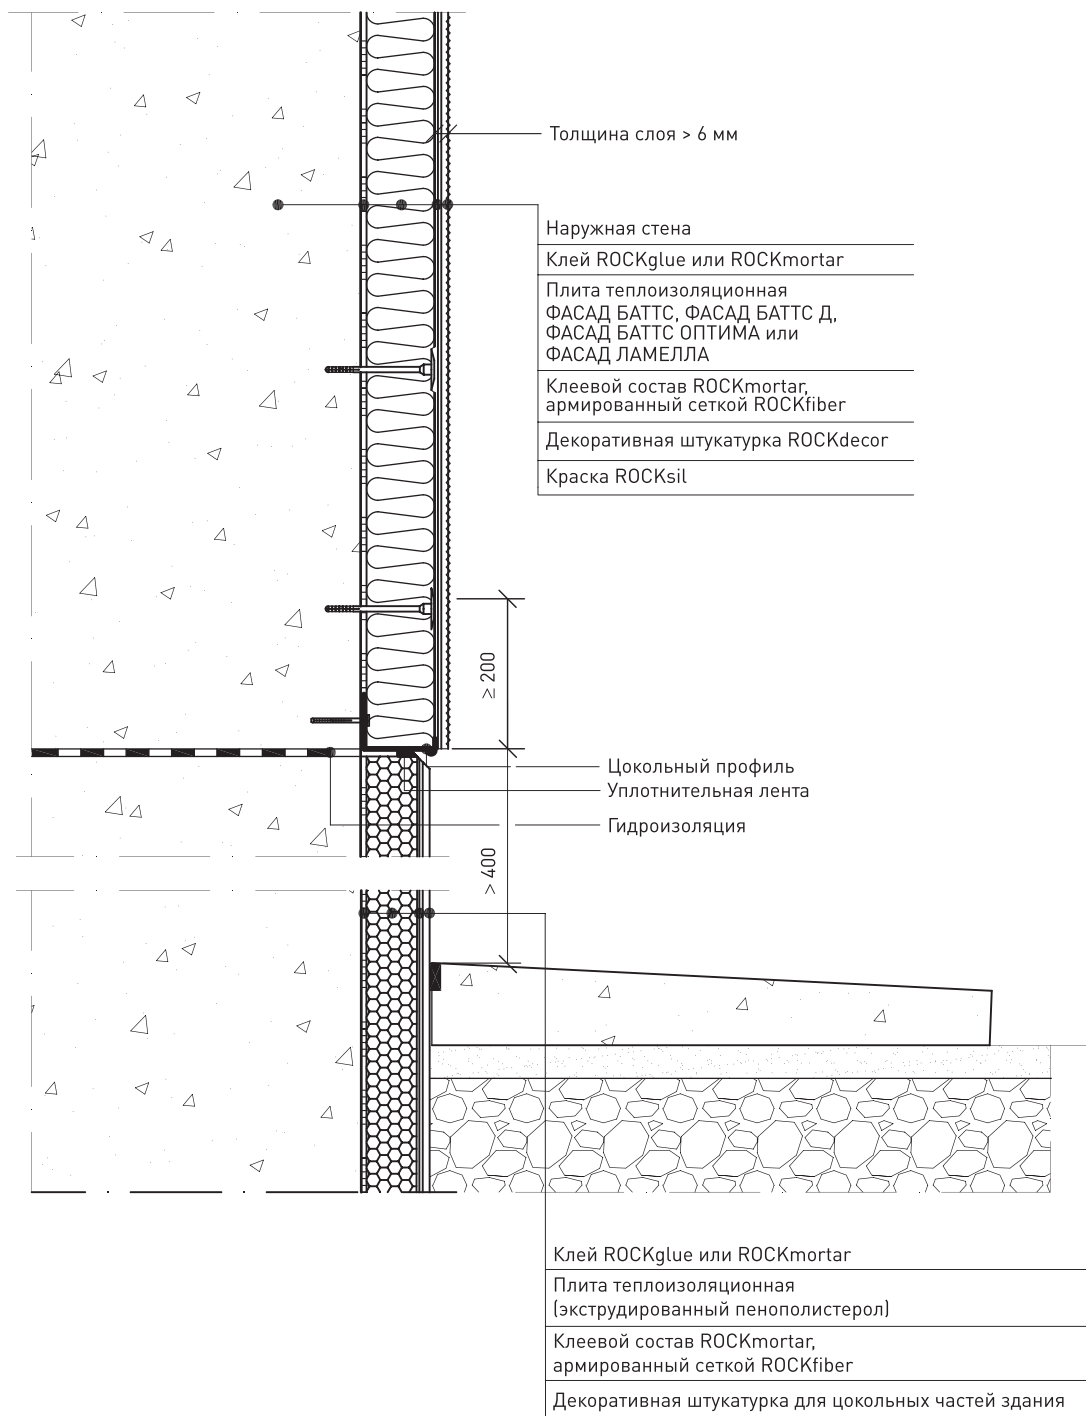 Толщина слоя > 6 мм
Наружная стена
Клей ROCKglue или ROCKmortar
Плита теплоизоляционная
ФАСАД БАТТС, ФАСАД БАТТС Д,
ФАСАД БАТТС ОПТИМА или
ФАСАД ЛАМЕЛЛА
Клеевой состав ROCKmortar,
армированный сеткой ROCKfiber
Декоративная штукатурка ROCKdecor
Краска ROCKsil
≥ 200
Цокольный профиль
Уплотнительная лента
Гидроизоляция
> 400
Клей ROCKglue или ROCKmortar
Плита теплоизоляционная
(экструдированный пенополистерол)
Клеевой состав ROCKmortar,
армированный сеткой ROCKfiber
Декоративная штукатурка для цокольных частей здания